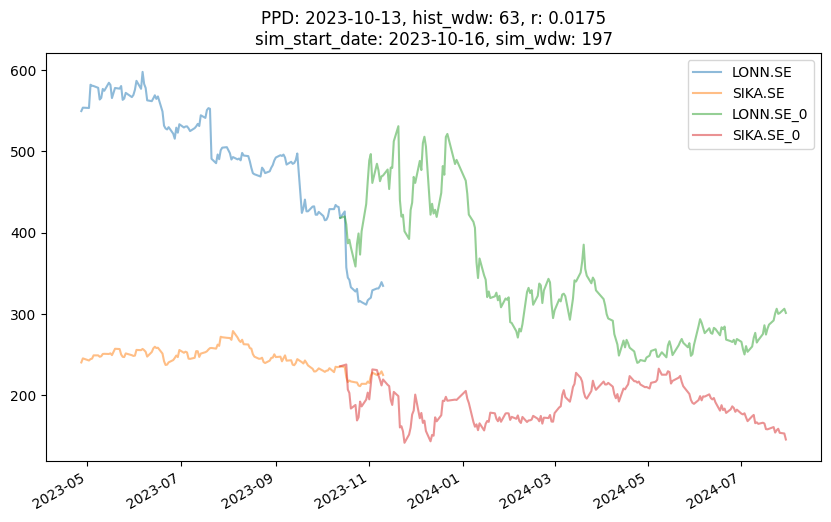 PPD: 2023-10-13, hist_wdw: 63, r: 0.0175
sim_start_date: 2023-10-16, sim_wdw: 197
LONN.SE
SIKA.SE
LONN.SE_0
SIKA.SE_0
600
500
400
300
200
2023-05
2023-07
2023-09
2023-11
2024-01
2024-03
2024-05
2024-07